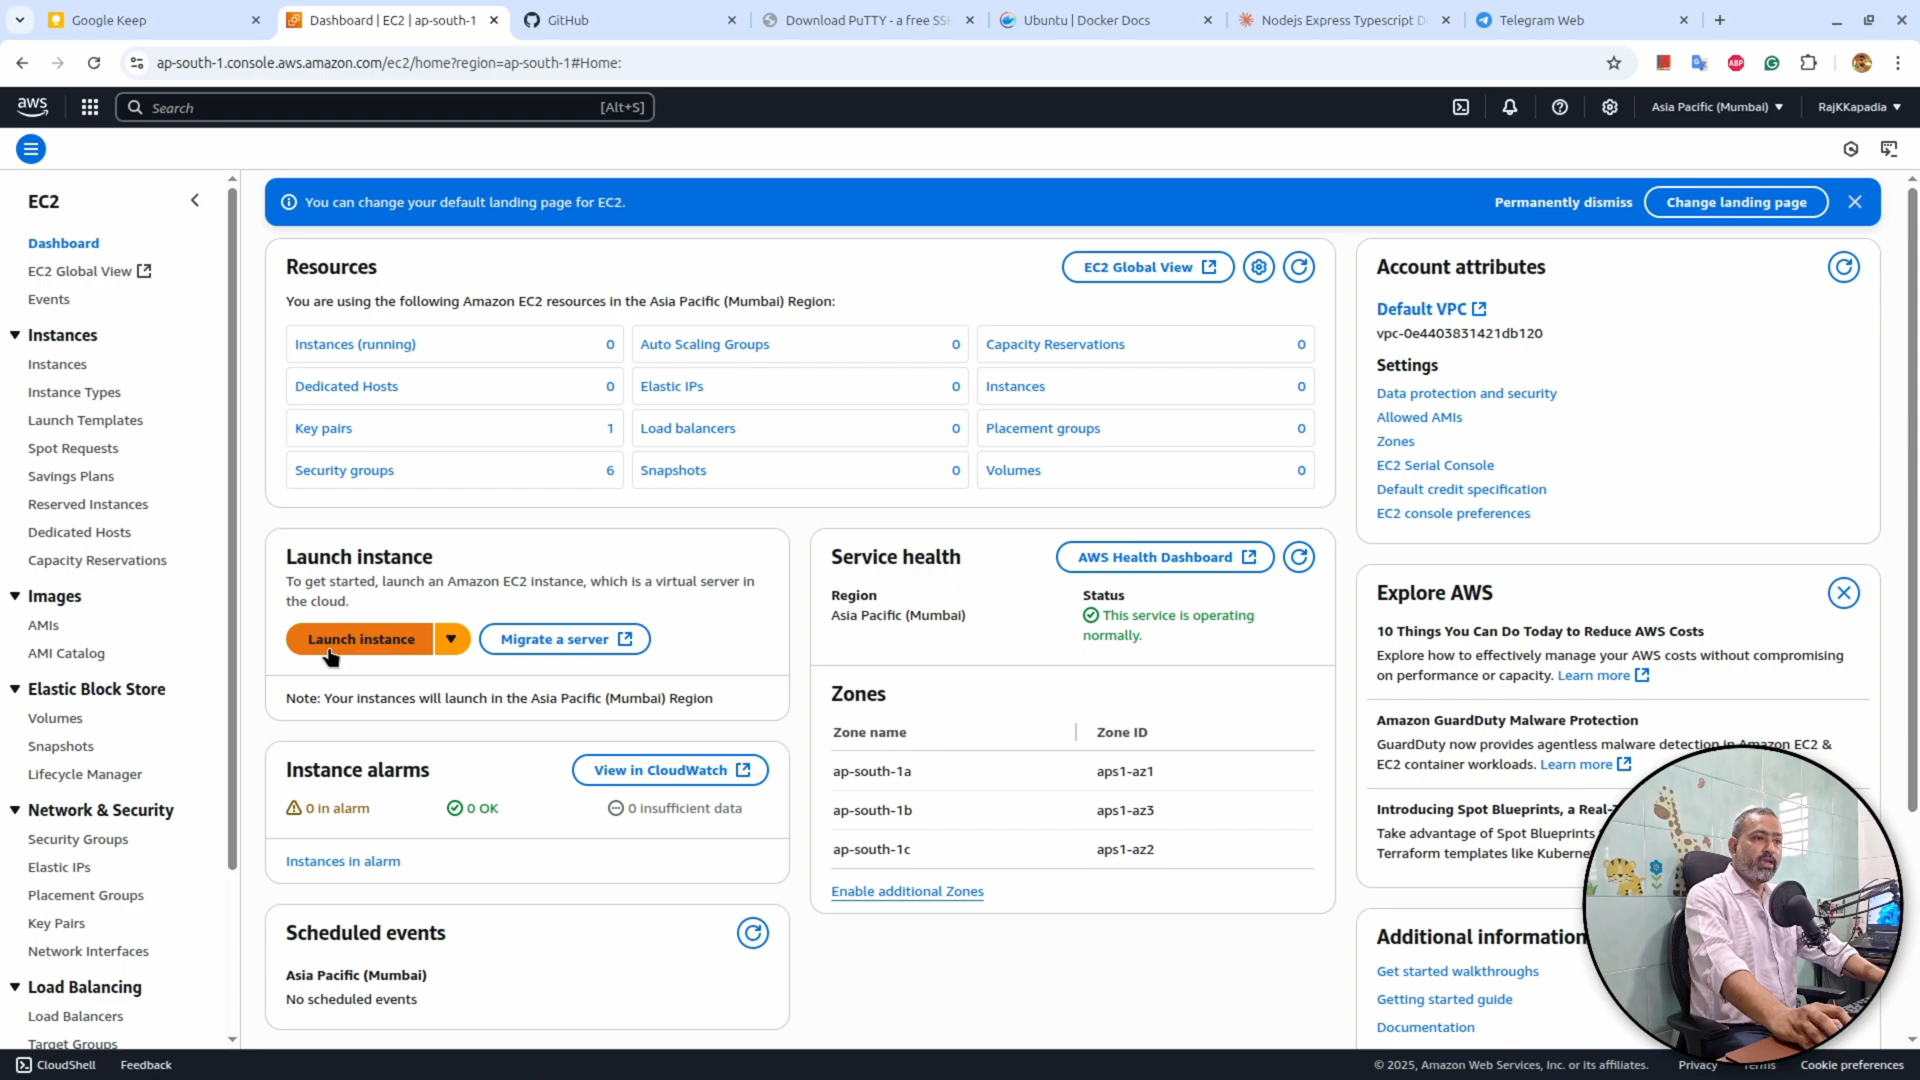 Google Keep
Dashboard | EC2 | ap-south-1
GitHub
Download PuTTY - a free SSH
Ubuntu | Docker Docs
Nodejs Express Typescript D
Telegram Web
ap-south-1.console.aws.amazon.com/ec2/home?region=ap-south-1#Home:
ABP
aws
Search
[Alt+S]
Asia Pacific (Mumbai)
RajKKapadia
EC2
Dashboard
EC2 Global View
Events
Instances
Instances
Instance Types
Launch Templates
Spot Requests
Savings Plans
Reserved Instances
Dedicated Hosts
Capacity Reservations
Images
AMIs
AMI Catalog
Elastic Block Store
Volumes
Snapshots
Lifecycle Manager
Network & Security
Security Groups
Elastic IPs
Placement Groups
Key Pairs
Network Interfaces
Load Balancing
Load Balancers
Target Groups
You can change your default landing page for EC2.
Permanently dismiss
Change landing page
Resources
EC2 Global View
You are using the following Amazon EC2 resources in the Asia Pacific (Mumbai) Region:
Instances (running) 0
Auto Scaling Groups 0
Capacity Reservations 0
Dedicated Hosts 0
Elastic IPs 0
Instances 0
Key pairs 1
Load balancers 0
Placement groups 0
Security groups 6
Snapshots 0
Volumes 0
Launch instance
To get started, launch an Amazon EC2 instance, which is a virtual server in
the cloud.
Launch instance
Migrate a server
Note: Your instances will launch in the Asia Pacific (Mumbai) Region
Instance alarms
View in CloudWatch
0 in alarm
0 OK
0 insufficient data
Instances in alarm
Scheduled events
Asia Pacific (Mumbai)
No scheduled events
Service health
AWS Health Dashboard
Region
Status
Asia Pacific (Mumbai)
This service is operating
normally.
Zones
Zone name
Zone ID
ap-south-1a
aps1-az1
ap-south-1b
aps1-az3
ap-south-1c
aps1-az2
Enable additional Zones
Account attributes
Default VPC
vpc-0e4403831421db120
Settings
Data protection and security
Allowed AMIs
Zones
EC2 Serial Console
Default credit specification
EC2 console preferences
Explore AWS
10 Things You Can Do Today to Reduce AWS Costs
Explore how to effectively manage your AWS costs without compromising
on performance or capacity. Learn more
Amazon GuardDuty Malware Protection
GuardDuty now provides agentless malware detection in Amazon EC2 &
EC2 container workloads. Learn more
Introducing Spot Blueprints, a Real-
Take advantage of Spot Blueprints
Terraform templates like Kuberne
Additional information
Get started walkthroughs
Getting started guide
Documentation
CloudShell
Feedback
© 2025, Amazon Web Services, Inc. or its affiliates.
Privacy
Terms
Cookie preferences